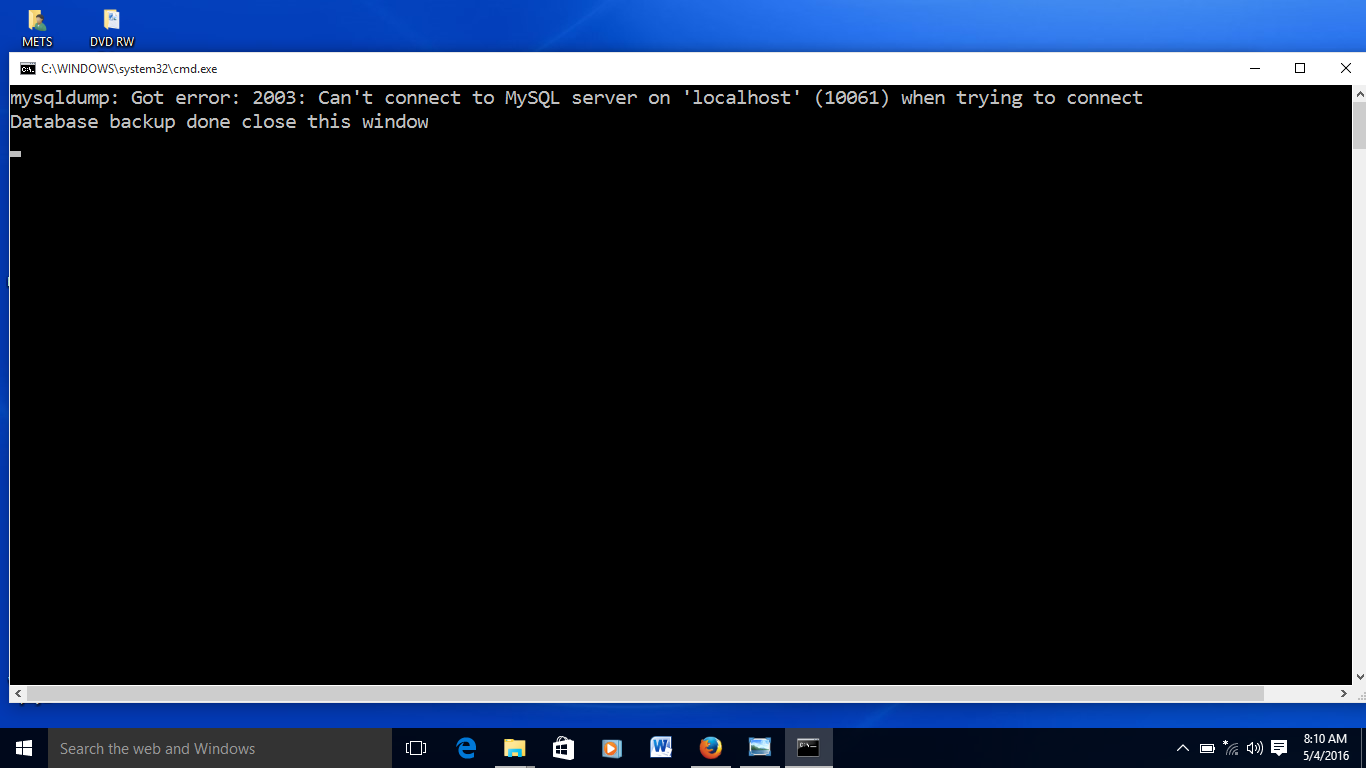 METS
DVD RW
C:\WINDOWS\system32\cmd.exe
mysqldump: Got error: 2003: Can't connect to MySQL server on 'localhost' (10061) when trying to connect
Database backup done close this window
Search the web and Windows
8:10 AM
5/4/2016